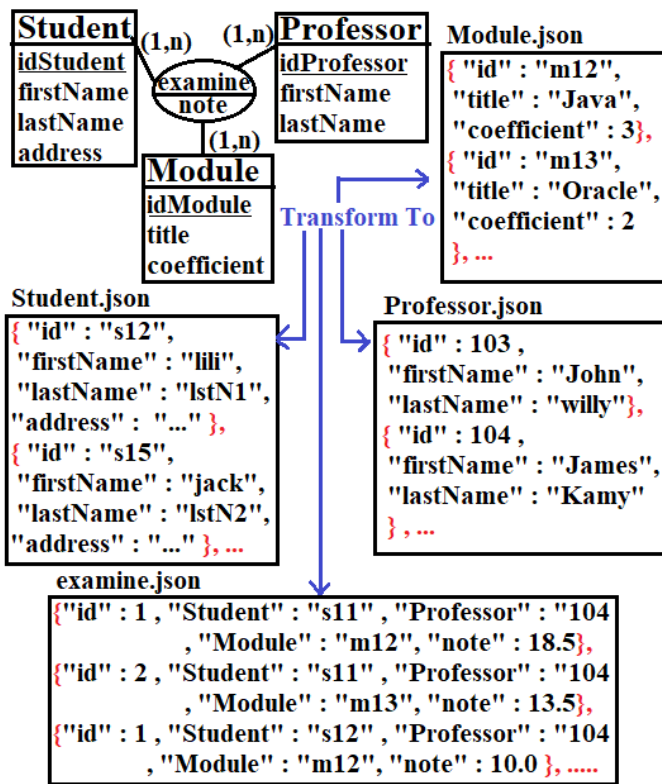 Student
idStudent
firstName
lastName
address
(1,n)
examine
note
(1,n)
Professor
idProfessor
firstName
lastName
(1,n)
Module
idModule
title
coefficient
Transform To
Module.json
{ "id" : "m12",
"title" : "Java",
"coefficient" : 3},
{ "id" : "m13",
"title" : "Oracle",
"coefficient" : 2
}, ...
Student.json
{ "id" : "s12",
"firstName" : "lili",
"lastName" : "lstN1",
"address" : "..." },
{ "id" : "s15",
"firstName" : "jack",
"lastName" : "lstN2",
"address" : "..." }, ...
Professor.json
{ "id" : 103 ,
"firstName" : "John",
"lastName" : "willy"},
{ "id" : 104 ,
"firstName" : "James",
"lastName" : "Kamy"
} , ...
examine.json
{"id" : 1 , "Student" : "s11" , "Professor" : "104
, "Module" : "m12", "note" : 18.5},
{"id" : 2 , "Student" : "s11" , "Professor" : "104
, "Module" : "m13", "note" : 13.5},
{"id" : 1 , "Student" : "s12" , "Professor" : "104
, "Module" : "m12", "note" : 10.0 }, .....